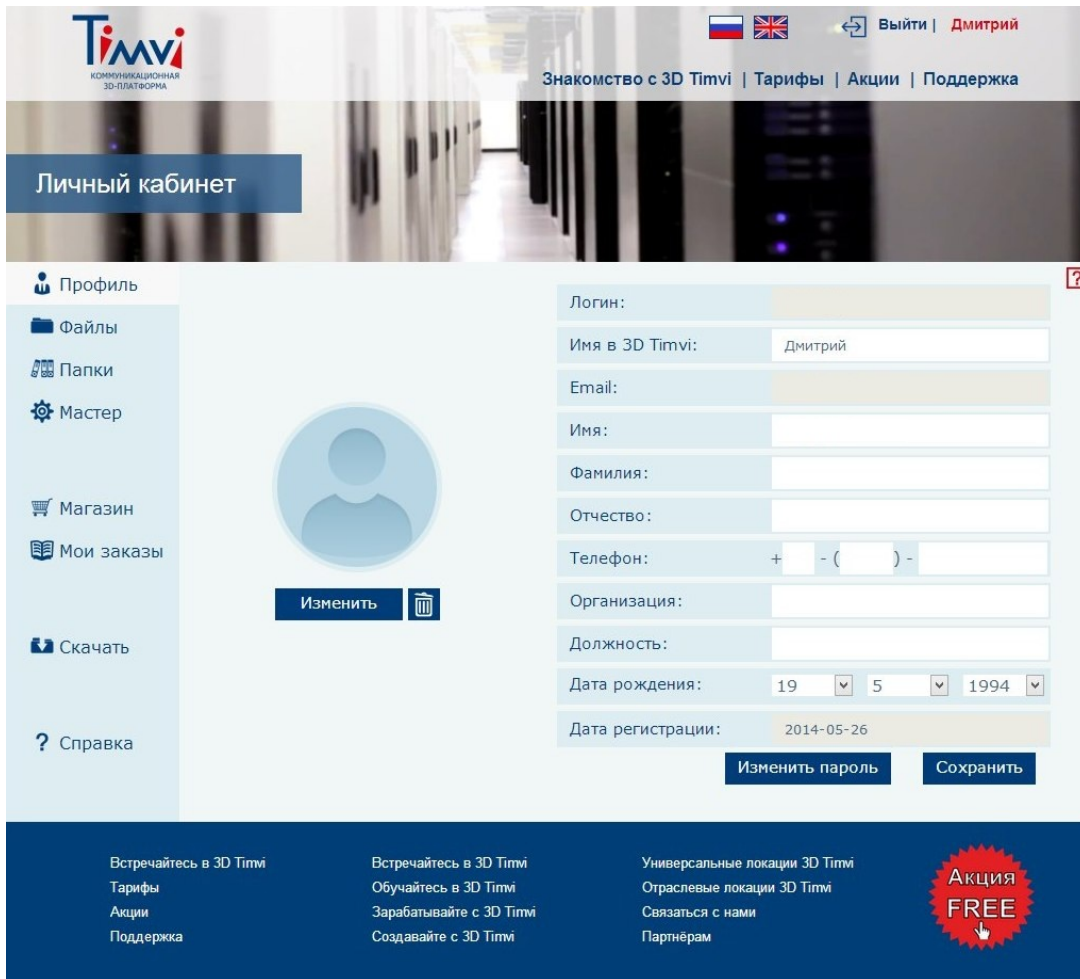 Timvi
КОММУНИКАЦИОННАЯ
3D-ПЛАТФОРМА
Выйти | Дмитрий
Знакомство с 3D Timvi | Тарифы | Акции | Поддержка
Личный кабинет
Профиль
Файлы
Папки
Мастер
Магазин
Мои заказы
Скачать
? Справка
Изменить
?
Логин:
Имя в 3D Timvi: Дмитрий
Email:
Имя:
Фамилия:
Отчество:
Телефон: + - ( ) -
Организация:
Должность:
Дата рождения: 19 5 1994
Дата регистрации: 2014-05-26
Изменить пароль Сохранить
Встречайтесь в 3D Timvi
Тарифы
Акции
Поддержка
Встречайтесь в 3D Timvi
Обучайтесь в 3D Timvi
Зарабатывайте с 3D Timvi
Создавайте с 3D Timvi
Универсальные локации 3D Timvi
Отраслевые локации 3D Timvi
Связаться с нами
Партнёрам
Акция
FREE